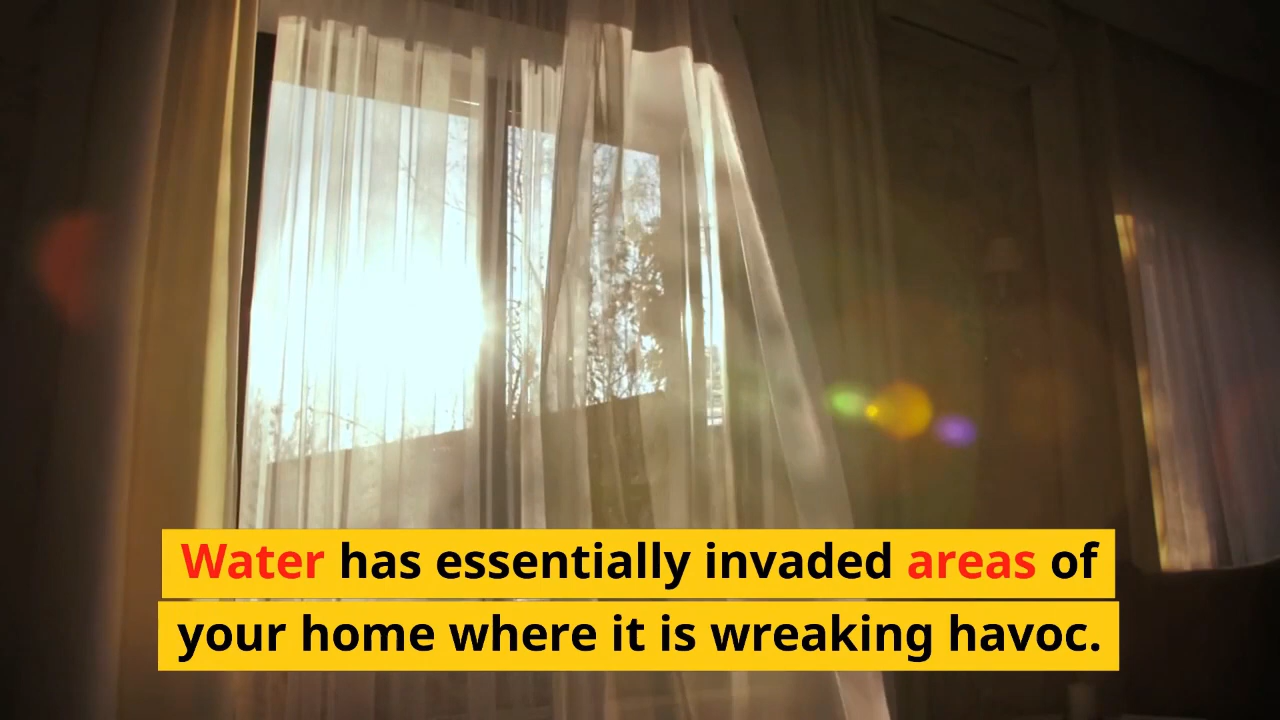 Water has essentially invaded areas of
your home where it is wreaking havoc.